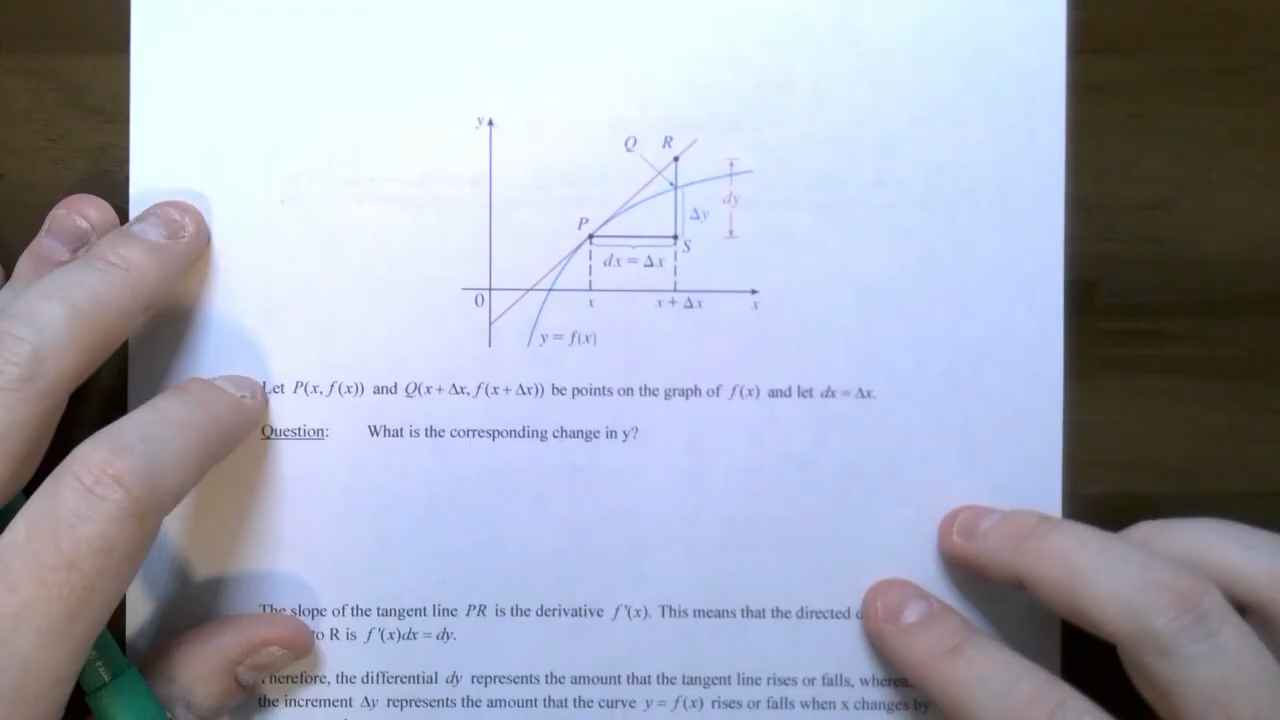 y
Q R
P
dy
Δy
S
dx = Δx
0 x x + Δx x
y = f(x)
Let P(x, f(x)) and Q(x + Δx, f(x + Δx)) be points on the graph of f(x) and let dx = Δx.
Question: What is the corresponding change in y?
The slope of the tangent line PR is the derivative f'(x). This means that the directed
to R is f'(x)dx = dy.
Therefore, the differential dy represents the amount that the tangent line rises or falls, whereas
the increment Δy represents the amount that the curve y = f(x) rises or falls when x changes by